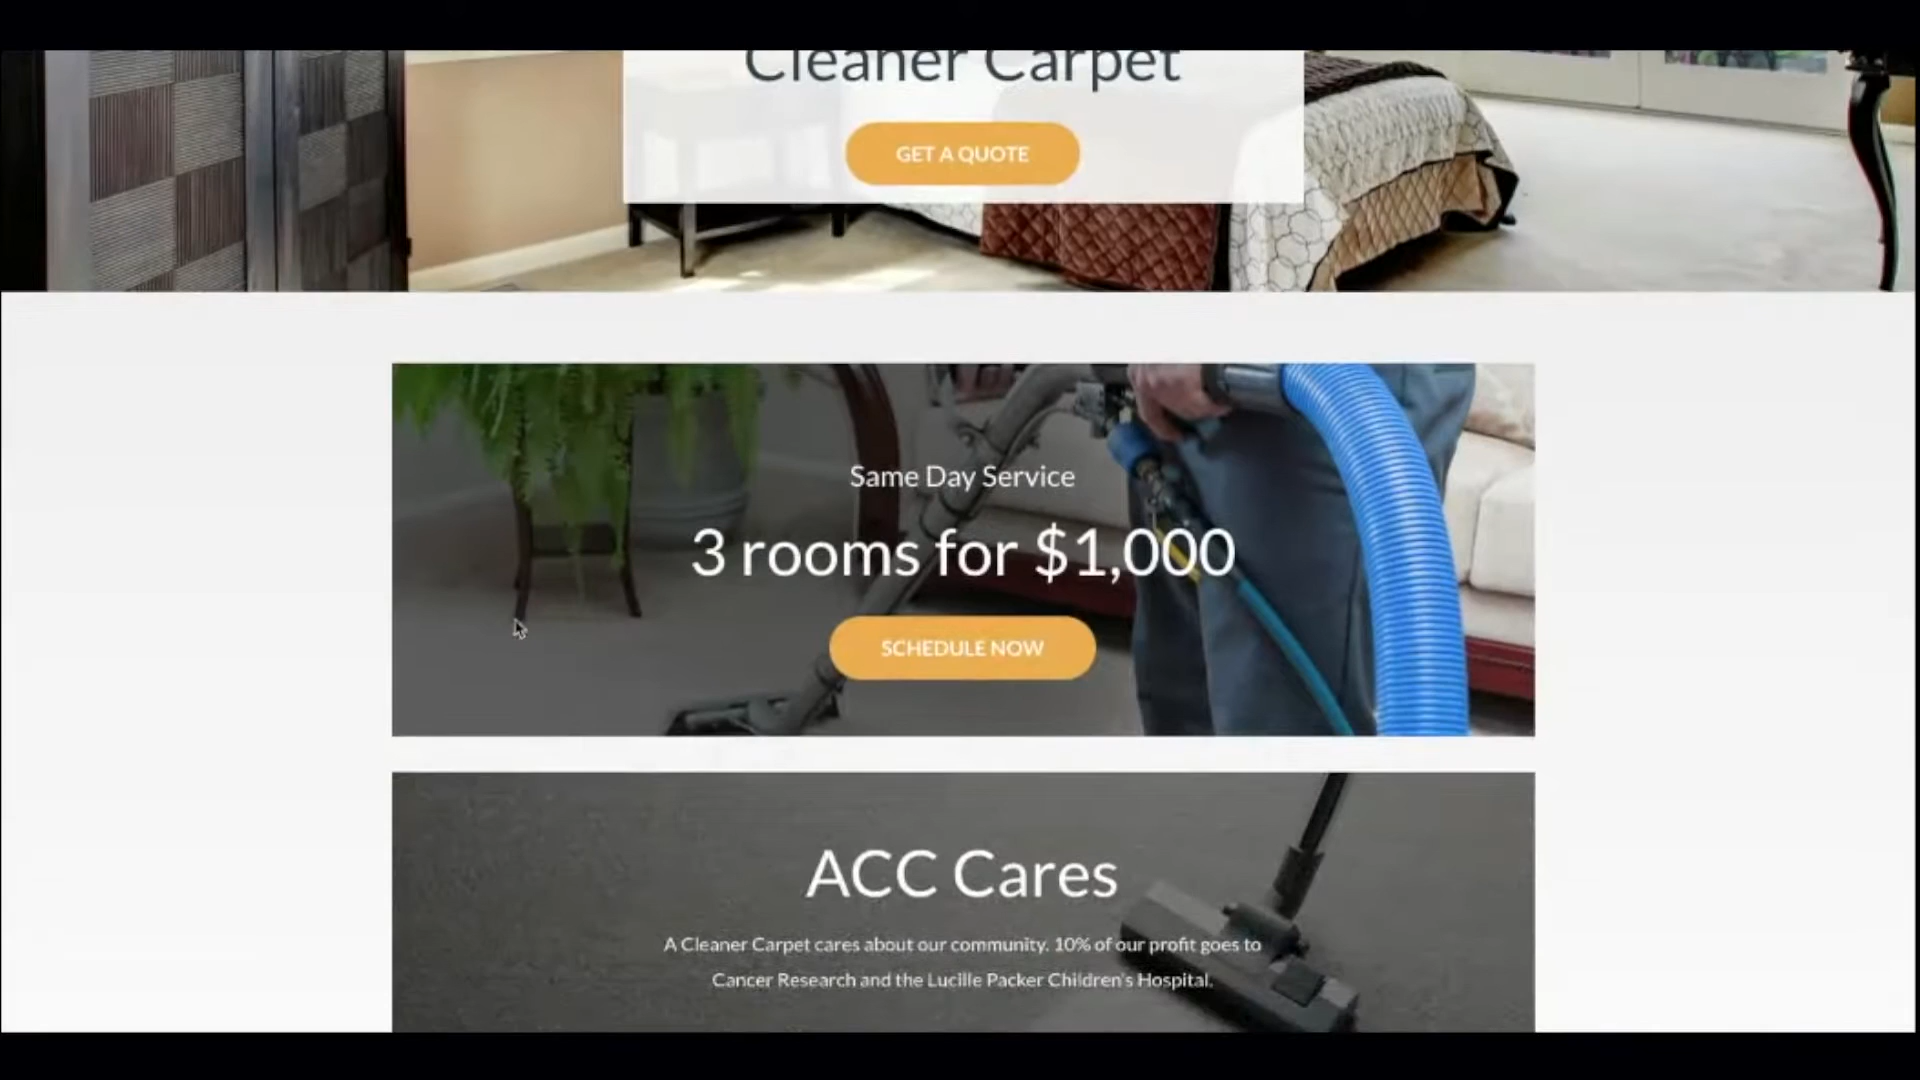 Cleaner Carpet
GET A QUOTE
Same Day Service
3 rooms for $1,000
SCHEDULE NOW
ACC Cares
A Cleaner Carpet cares about our community. 10% of our profit goes to
Cancer Research and the Lucille Packer Children's Hospital.